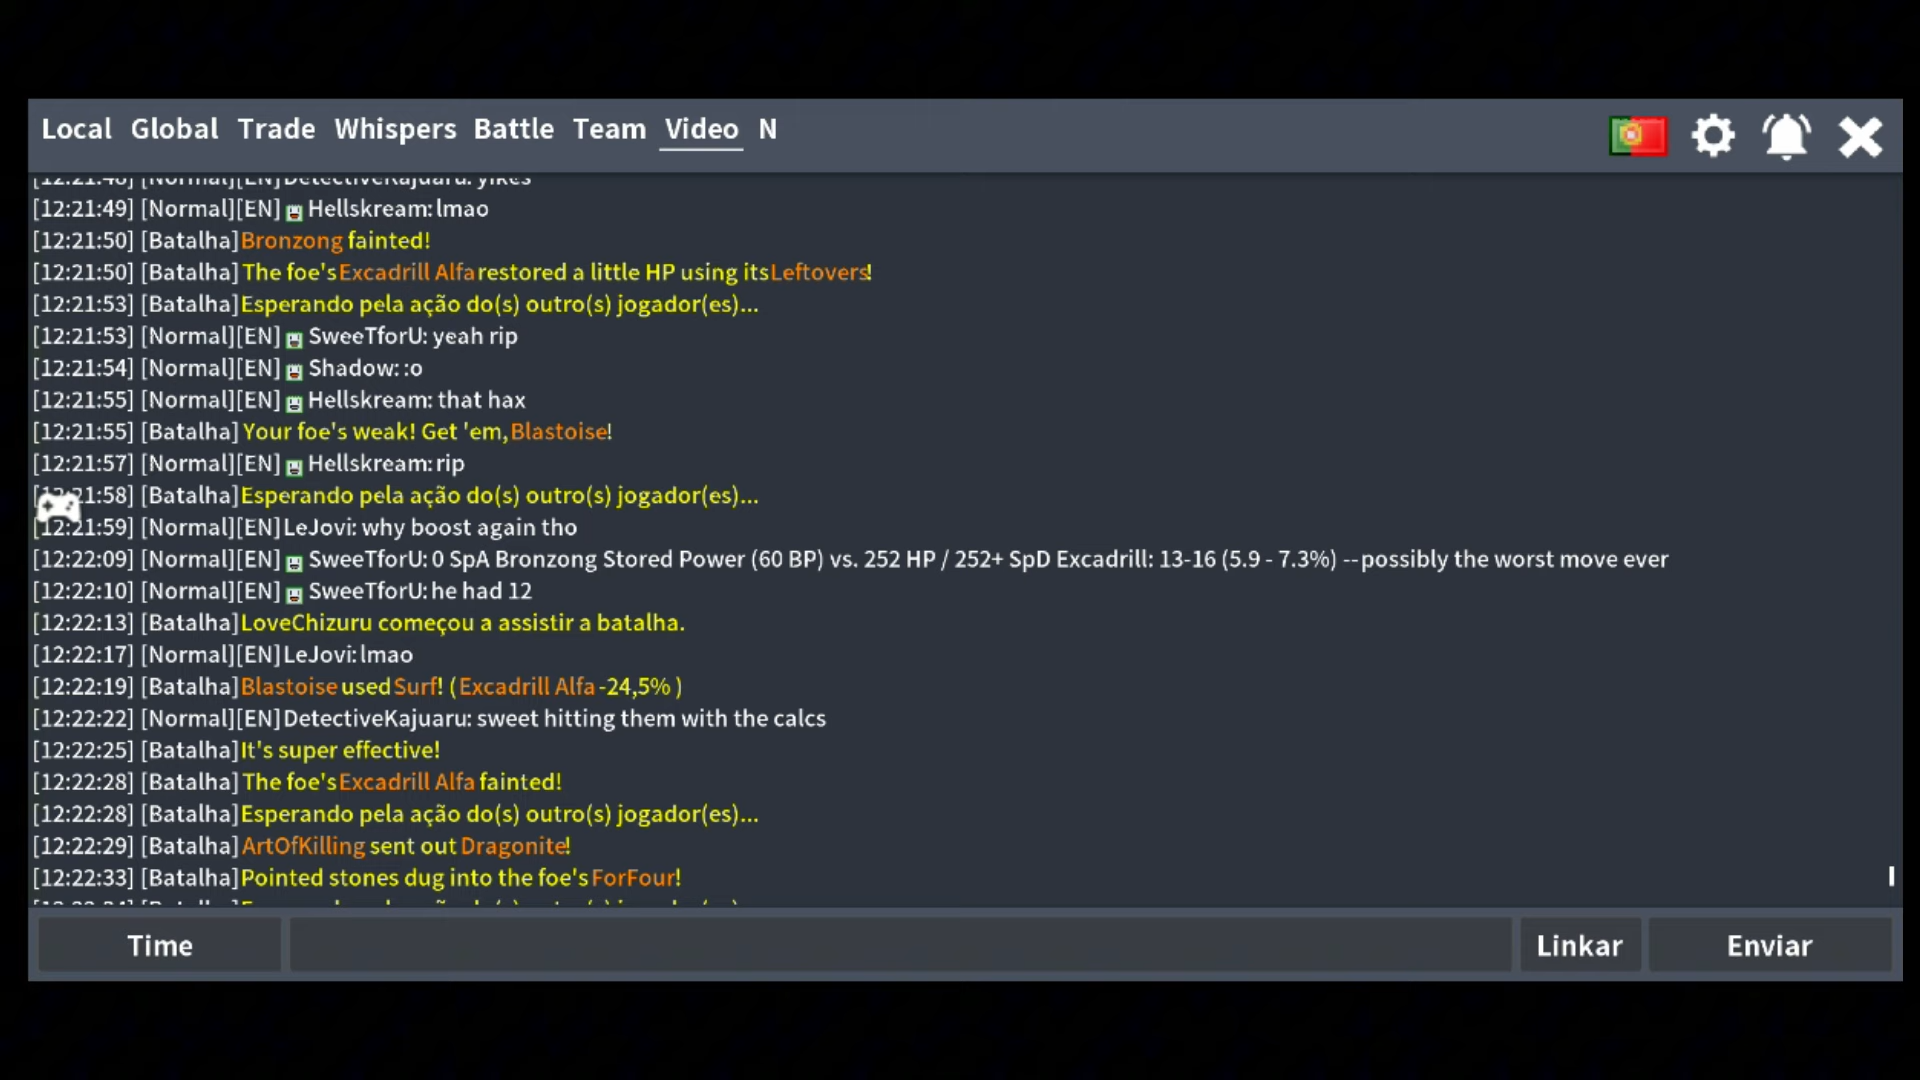 Local Global Trade Whispers Battle Team Video N
[Normal][EN]DetectiveKajuaru: yikes
[12:21:49] [Normal][EN] Hellskream: lmao
[12:21:50] [Batalha]Bronzong fainted!
[12:21:50] [Batalha] The foe's Excadrill Alfa restored a little HP using its Leftovers!
[12:21:53] [Batalha]Esperando pela ação do(s) outro(s) jogador(es)...
[12:21:53] [Normal][EN] SweeTforU: yeah rip
[12:21:54] [Normal][EN] Shadow: :o
[12:21:55] [Normal][EN] Hellskream: that hax
[12:21:55] [Batalha] Your foe's weak! Get 'em, Blastoise!
[12:21:57] [Normal][EN] Hellskream: rip
[12:21:58] [Batalha]Esperando pela ação do(s) outro(s) jogador(es)...
[12:21:59] [Normal][EN]LeJovi: why boost again tho
[12:22:09] [Normal][EN] SweeTforU: 0 SpA Bronzong Stored Power (60 BP) vs. 252 HP / 252+ SpD Excadrill: 13-16 (5.9 - 7.3%) -- possibly the worst move ever
[12:22:10] [Normal][EN] SweeTforU: he had 12
[12:22:13] [Batalha]LoveChizuru começou a assistir a batalha.
[12:22:17] [Normal][EN]LeJovi: lmao
[12:22:19] [Batalha]Blastoise used Surf! (Excadrill Alfa -24,5% )
[12:22:22] [Normal][EN]DetectiveKajuaru: sweet hitting them with the calcs
[12:22:25] [Batalha]It's super effective!
[12:22:28] [Batalha] The foe's Excadrill Alfa fainted!
[12:22:28] [Batalha]Esperando pela ação do(s) outro(s) jogador(es)...
[12:22:29] [Batalha] ArtOfKilling sent out Dragonite!
[12:22:33] [Batalha]Pointed stones dug into the foe's ForFour!
Time Linkar Enviar